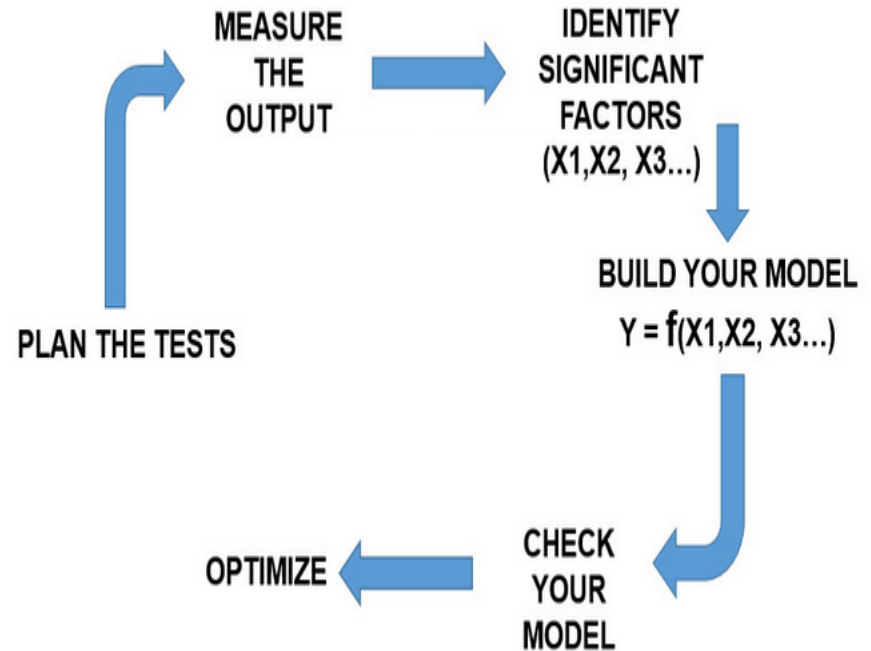 PLAN THE TESTS
MEASURE
THE
OUTPUT
IDENTIFY
SIGNIFICANT
FACTORS
(X1,X2, X3...)
BUILD YOUR MODEL
Y = f(X1,X2, X3...)
CHECK
YOUR
MODEL
OPTIMIZE